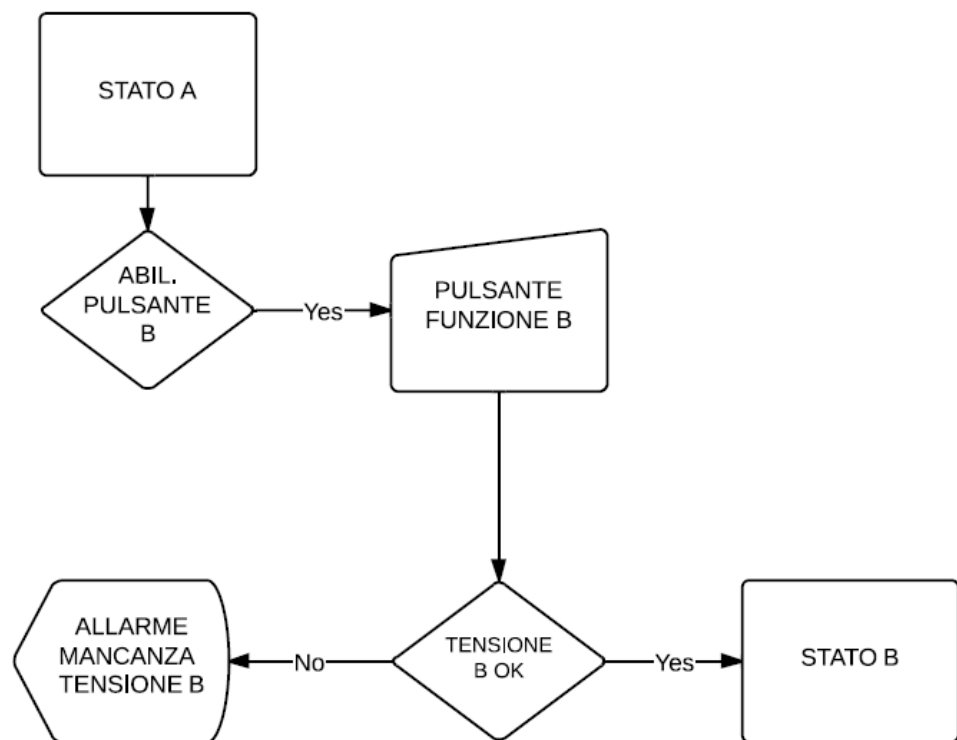 STATO A
ABIL.
PULSANTE
B
Yes
PULSANTE
FUNZIONE B
ALLARME
MANCANZA
TENSIONE B
No
TENSIONE
B OK
Yes
STATO B